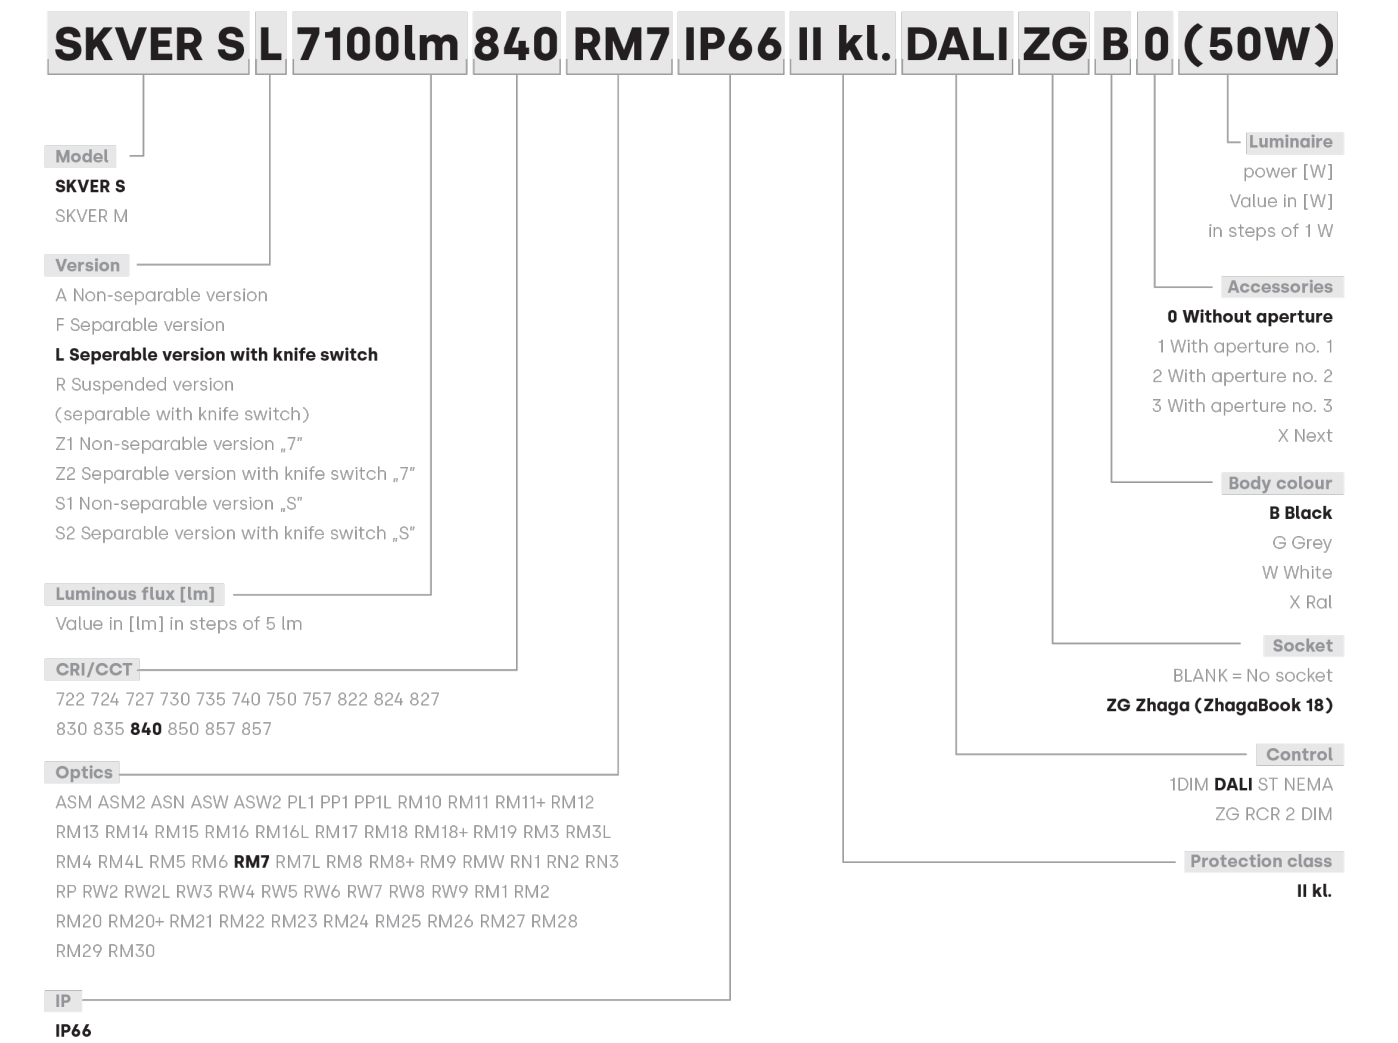 SKVER S L 7100lm 840 RM7 IP66 II kl. DALI ZG B 0 (50W)
Model
SKVER S
SKVER M
Version
A Non-separable version
F Separable version
L Seperable version with knife switch
R Suspended version
(separable with knife switch)
Z1 Non-separable version „7”
Z2 Separable version with knife switch „7”
S1 Non-separable version „S”
S2 Separable version with knife switch „S”
Luminous flux [lm]
Value in [lm] in steps of 5 lm
CRI/CCT
722 724 727 730 735 740 750 757 822 824 827
830 835 840 850 857 857
Optics
ASM ASM2 ASN ASW ASW2 PL1 PP1 PP1L RM10 RM11 RM11+ RM12
RM13 RM14 RM15 RM16 RM16L RM17 RM18 RM18+ RM19 RM3 RM3L
RM4 RM4L RM5 RM6 RM7 RM7L RM8 RM8+ RM9 RMW RN1 RN2 RN3
RP RW2 RW2L RW3 RW4 RW5 RW6 RW7 RW8 RW9 RM1 RM2
RM20 RM20+ RM21 RM22 RM23 RM24 RM25 RM26 RM27 RM28
RM29 RM30
IP
IP66
Luminaire
power [W]
Value in [W]
in steps of 1 W
Accessories
0 Without aperture
1 With aperture no. 1
2 With aperture no. 2
3 With aperture no. 3
X Next
Body colour
B Black
G Grey
W White
X Ral
Socket
BLANK = No socket
ZG Zhaga (ZhagaBook 18)
Control
1DIM DALI ST NEMA
ZG RCR 2 DIM
Protection class
II kl.